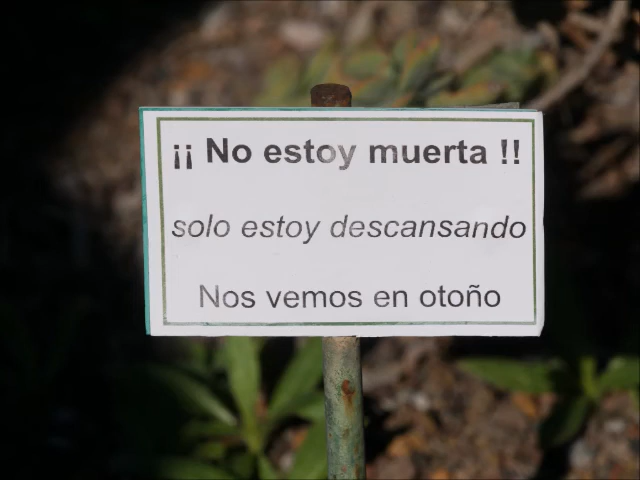 ¡¡ No estoy muerta !!
solo estoy descansando
Nos vemos en otoño